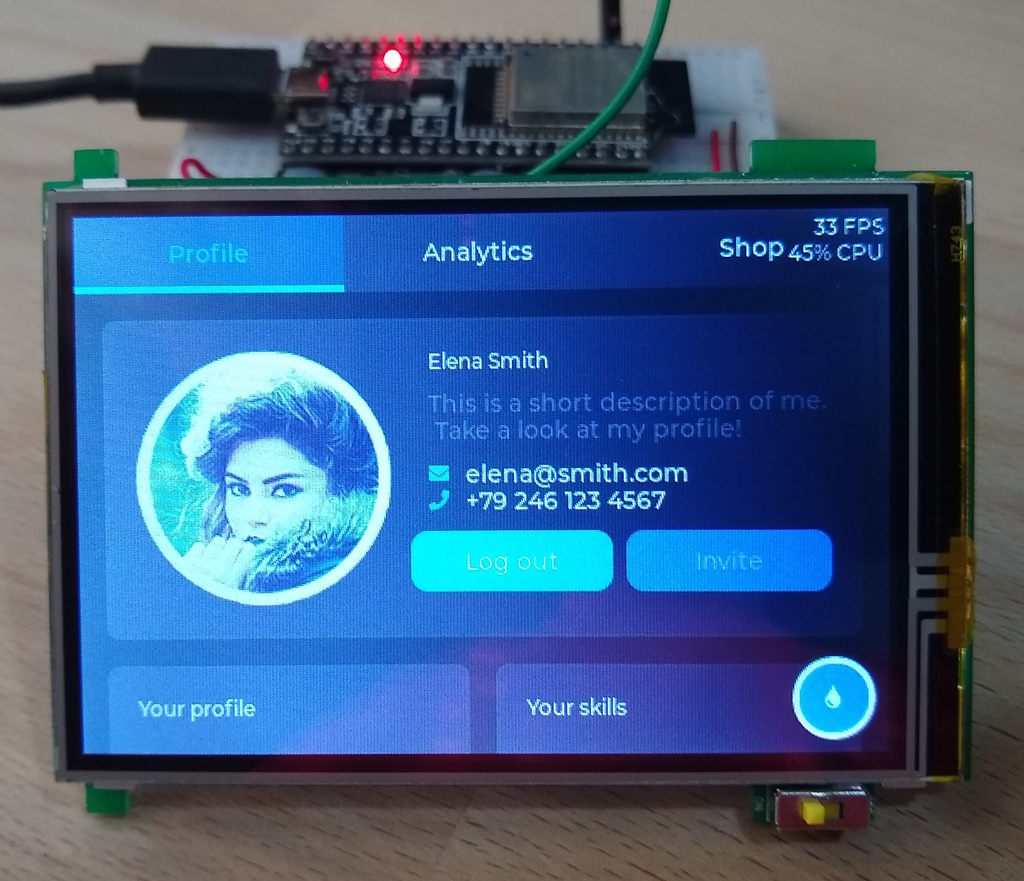 Profile
Analytics
Shop
33 FPS
45% CPU
Elena Smith
This is a short description of me.
Take a look at my profile!
elena@smith.com
+79 246 123 4567
Log out
Invite
Your profile
Your skills
H743